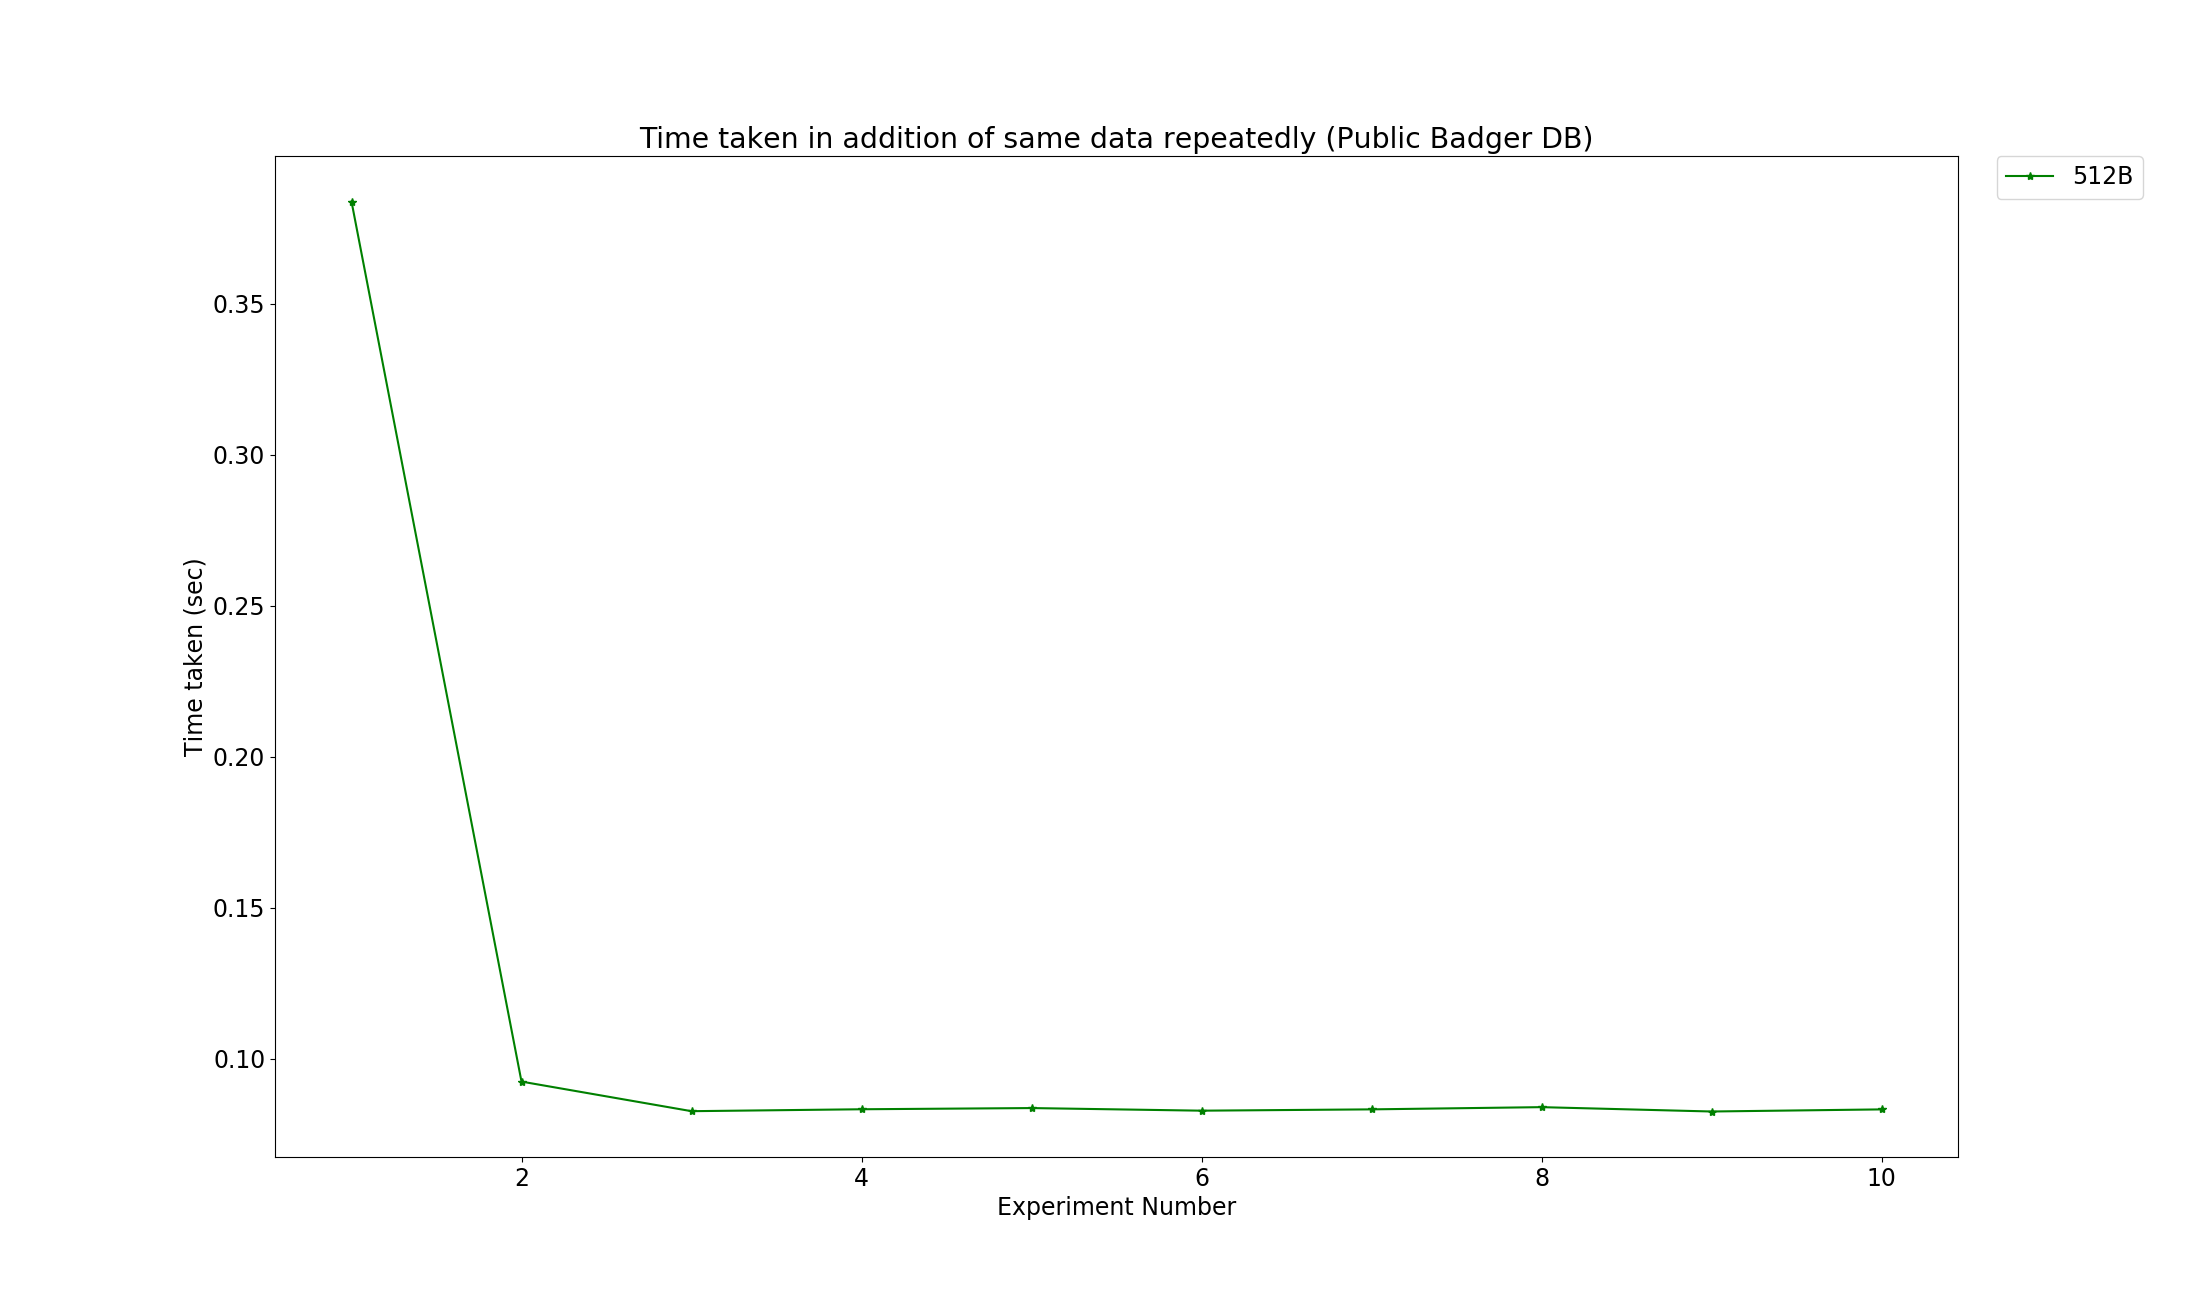 Time taken in addition of same data repeatedly (Public Badger DB)
512B
Time taken (sec)
0.35
0.30
0.25
0.20
0.15
0.10
2 4 6 8 10
Experiment Number